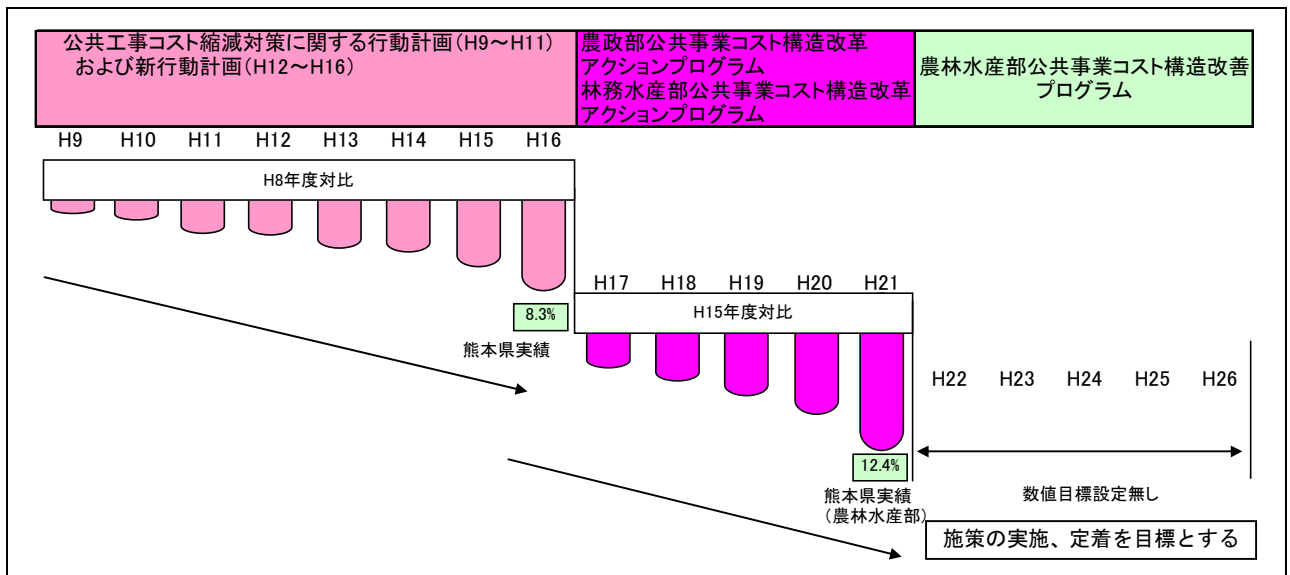 公共工事コスト縮減対策に関する行動計画(H9~H11)
および新行動計画(H12~H16)
農政部公共事業コスト構造改革
アクションプログラム
林務水産部公共事業コスト構造改革
アクションプログラム
農林水産部公共事業コスト構造改善
プログラム
H9 H10 H11 H12 H13 H14 H15 H16
H8年度対比
8.3%
熊本県実績
H17 H18 H19 H20 H21
H15年度対比
12.4%
熊本県実績
(農林水産部)
H22 H23 H24 H25 H26
数値目標設定無し
施策の実施、定着を目標とする